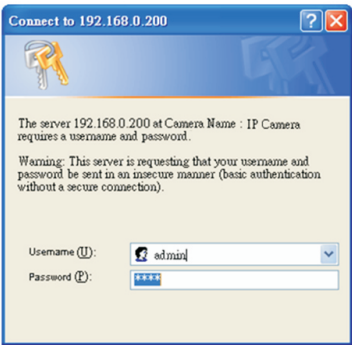 Connect to 192.168.0.200
The server 192.168.0.200 at Camera Name : IP Camera
requires a username and password.
Warning: This server is requesting that your username and
password be sent in an insecure manner (basic authentication
without a secure connection).
Username (U):
admin
Password (P):
****